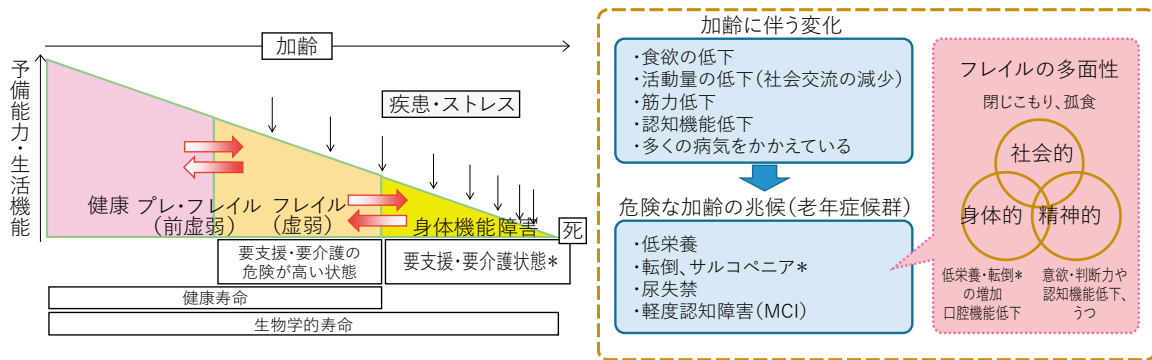 加齢
予備能力・生活機能
疾患・ストレス
健康
プレ・フレイル
(前虚弱)
フレイル
(虚弱)
身体機能障害
死
要支援・要介護の
危険が高い状態
要支援・要介護状態*
健康寿命
生物学的寿命
加齢に伴う変化
・食欲の低下
・活動量の低下(社会交流の減少)
・筋力低下
・認知機能低下
・多くの病気をかかえている
危険な加齢の兆候(老年症候群)
・低栄養
・転倒、サルコペニア*
・尿失禁
・軽度認知障害(MCI)
フレイルの多面性
閉じこもり、孤食
社会的
身体的
精神的
低栄養・転倒*
の増加
口腔機能低下
意欲・判断力や
認知機能低下、
うつ